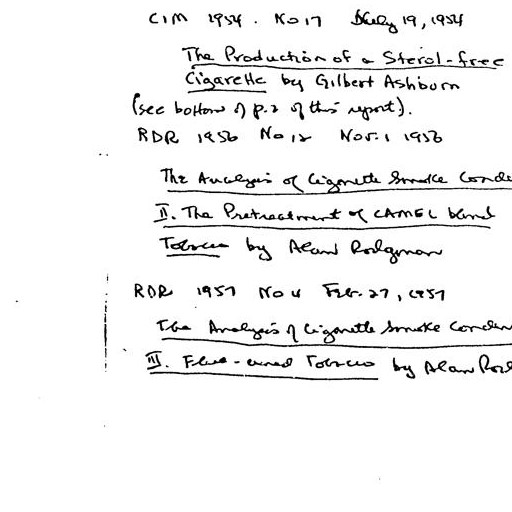 CIM 1954. No 17 July 19, 1954
The Production of a Sterol-free
Cigarette by Gilbert Ashburn
(see bottom of p.2 of this report).
RDR 1956 No 12 Nov. 1 1956
The Analysis of Cigarette Smoke Conde
II. The Pretreatment of CAMEL blend
Tobacco by Alan Rodgman
RDR 1957 No 4 Feb. 27, 1957
The Analysis of Cigarette Smoke Conden
III. Flue-cured Tobacco by Alan Rod